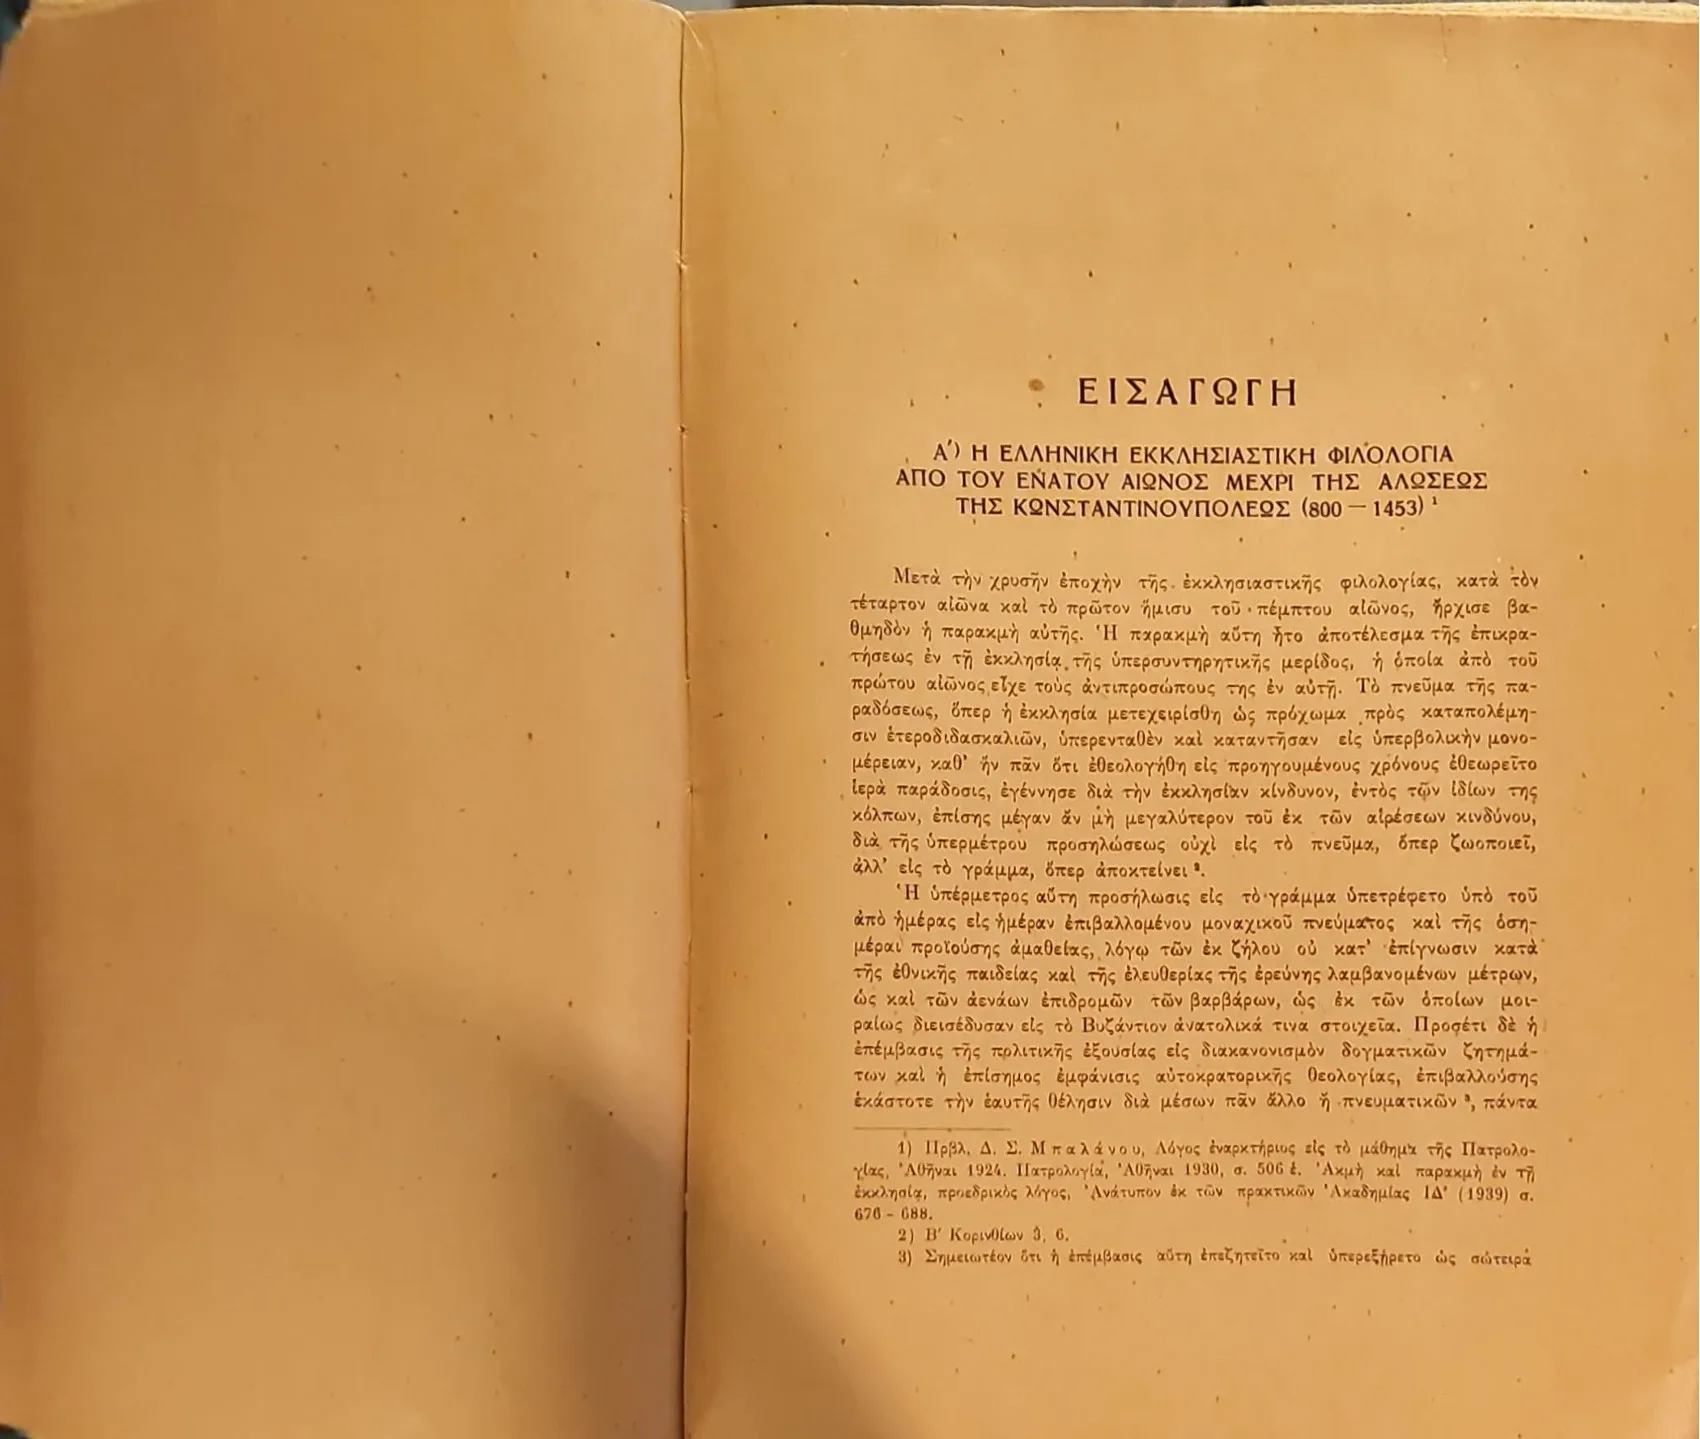 ΕΙΣΑΓΩΓΗ
Α΄) Η ΕΛΛΗΝΙΚΗ ΕΚΚΛΗΣΙΑΣΤΙΚΗ ΦΙΛΟΛΟΓΙΑ
ΑΠΟ ΤΟΥ ΕΝΑΤΟΥ ΑΙΩΝΟΣ ΜΕΧΡΙ ΤΗΣ ΑΛΩΣΕΩΣ
ΤΗΣ ΚΩΝΣΤΑΝΤΙΝΟΥΠΟΛΕΩΣ (800 — 1453) ¹
Μετὰ τὴν χρυσῆν ἐποχὴν τῆς ἐκκλησιαστικῆς φιλολογίας, κατὰ τὸν
τέταρτον αἰῶνα καὶ τὸ πρῶτον ἥμισυ τοῦ πέμπτου αἰῶνος, ἤρχισε βα-
θμηδὸν ἡ παρακμὴ αὐτῆς. Ἡ παρακμὴ αὕτη ἦτο ἀποτέλεσμα τῆς ἐπικρα-
τήσεως ἐν τῇ ἐκκλησίᾳ τῆς ὑπερσυντηρητικῆς μερίδος, ἡ ὁποία ἀπὸ τοῦ
πρώτου αἰῶνος εἶχε τοὺς ἀντιπροσώπους της ἐν αὐτῇ. Τὸ πνεῦμα τῆς πα-
ραδόσεως, ὅπερ ἡ ἐκκλησία μετεχειρίσθη ὡς πρόχωμα πρὸς καταπολέμη-
σιν ἑτεροδιδασκαλιῶν, ὑπερενταθὲν καὶ καταντῆσαν εἰς ὑπερβολικὴν μονο-
μέρειαν, καθ' ἣν πᾶν ὅτι ἐθεολογήθη εἰς προηγουμένους χρόνους ἐθεωρεῖτο
ἱερὰ παράδοσις, ἐγέννησε διὰ τὴν ἐκκλησίαν κίνδυνον, ἐντὸς τῶν ἰδίων της
κόλπων, ἐπίσης μέγαν ἂν μὴ μεγαλύτερον τοῦ ἐκ τῶν αἱρέσεων κινδύνου,
διὰ τῆς ὑπερμέτρου προσηλώσεως οὐχὶ εἰς τὸ πνεῦμα, ὅπερ ζωοποιεῖ,
ἀλλ' εἰς τὸ γράμμα, ὅπερ ἀποκτείνει ².
Ἡ ὑπέρμετρος αὕτη προσήλωσις εἰς τὸ γράμμα ὑπετρέφετο ὑπὸ τοῦ
ἀπὸ ἡμέρας εἰς ἡμέραν ἐπιβαλλομένου μοναχικοῦ πνεύματος καὶ τῆς ὁση-
μέραι προϊούσης ἀμαθείας, λόγῳ τῶν ἐκ ζήλου οὐ κατ' ἐπίγνωσιν κατὰ
τῆς ἐθνικῆς παιδείας καὶ τῆς ἐλευθερίας τῆς ἐρεύνης λαμβανομένων μέτρων,
ὡς καὶ τῶν ἀενάων ἐπιδρομῶν τῶν βαρβάρων, ὡς ἐκ τῶν ὁποίων μοι-
ραίως διεισέδυσαν εἰς τὸ Βυζάντιον ἀνατολικά τινα στοιχεῖα. Προσέτι δὲ ἡ
ἐπέμβασις τῆς πολιτικῆς ἐξουσίας εἰς διακανονισμὸν δογματικῶν ζητημά-
των καὶ ἡ ἐπίσημος ἐμφάνισις αὐτοκρατορικῆς θεολογίας, ἐπιβαλλούσης
ἑκάστοτε τὴν ἑαυτῆς θέλησιν διὰ μέσων πᾶν ἄλλο ἢ πνευματικῶν ³, πάντα
1) Πρβλ. Δ. Σ. Μπαλάνου, Λόγος ἐναρκτήριος εἰς τὸ μάθημα τῆς Πατρολο-
γίας, Ἀθῆναι 1924. Πατρολογία, Ἀθῆναι 1930, σ. 506 ἑ. Ἀκμὴ καὶ παρακμὴ ἐν τῇ
ἐκκλησίᾳ, προεδρικὸς λόγος, Ἀνάτυπον ἐκ τῶν πρακτικῶν Ἀκαδημίας ΙΔ' (1939) σ.
676 - 688.
2) Β' Κορινθίων 3, 6.
3) Σημειωτέον ὅτι ἡ ἐπέμβασις αὕτη ἐπεζητεῖτο καὶ ὑπερεξῄρετο ὡς σώτειρα